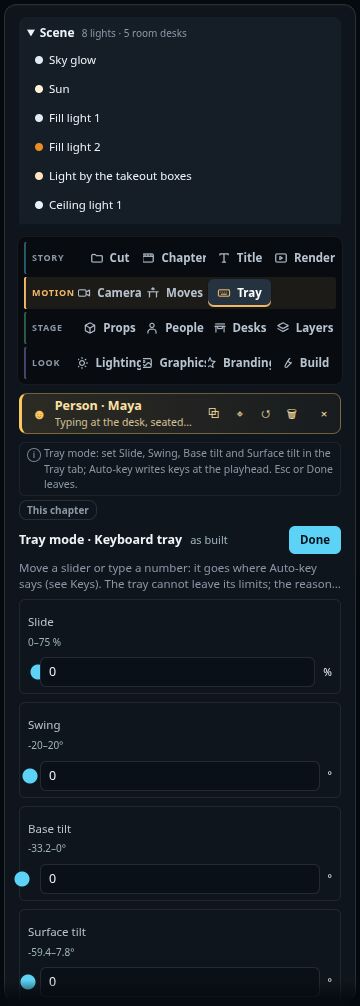 ▼ Scene 8 lights · 5 room desks
Sky glow
Sun
Fill light 1
Fill light 2
Light by the takeout boxes
Ceiling light 1
STORY Cut Chapter Title Render
MOTION Camera Moves Tray
STAGE Props People Desks Layers
LOOK Lighting Graphics Branding Build
Person · Maya
Typing at the desk, seated...
Tray mode: set Slide, Swing, Base tilt and Surface tilt in the
Tray tab; Auto-key writes keys at the playhead. Esc or Done
leaves.
This chapter
Tray mode · Keyboard tray as built Done
Move a slider or type a number: it goes where Auto-key
says (see Keys). The tray cannot leave its limits; the reason...
Slide
0–75 %
0 %
Swing
-20–20°
0 °
Base tilt
-33.2–0°
0 °
Surface tilt
-59.4–7.8°
0 °